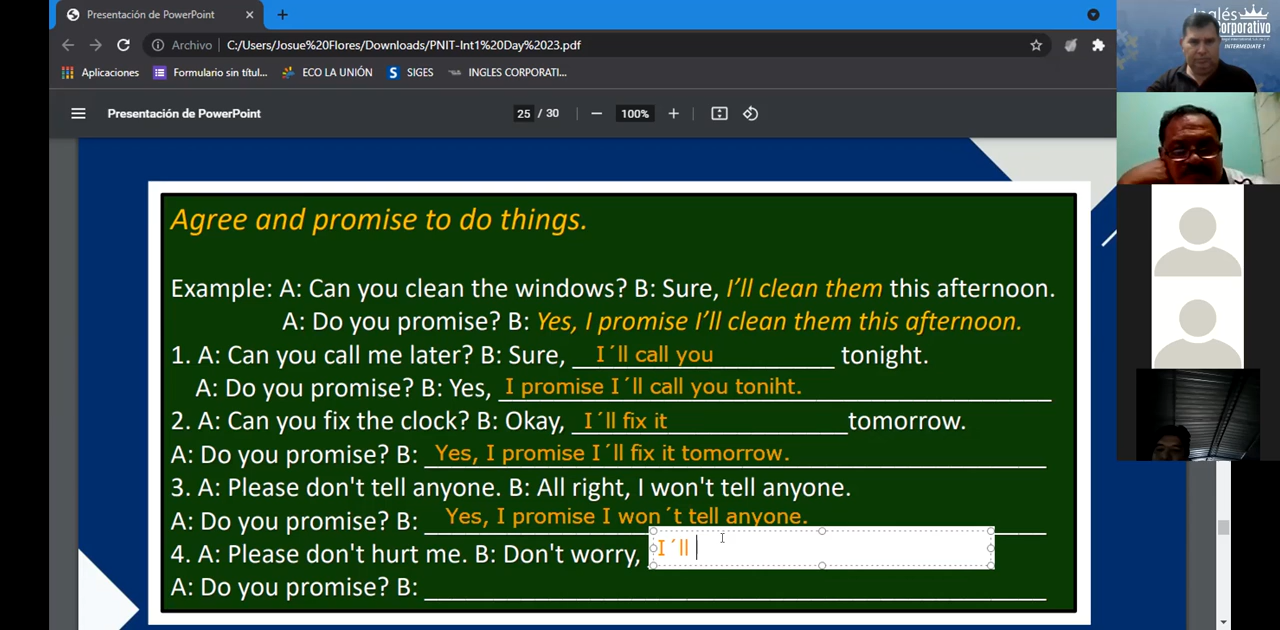 Presentación de PowerPoint
Archivo C:/Users/Josue%20Flores/Downloads/PNIT-Int1%20Day%2023.pdf
Aplicaciones Formulario sin títul... ECO LA UNIÓN SIGES INGLES CORPORATI...
Presentación de PowerPoint 25 / 30 100%
Inglés
Corporativo
INTERMEDIATE 1
Agree and promise to do things.
Example: A: Can you clean the windows? B: Sure, I'll clean them this afternoon.
A: Do you promise? B: Yes, I promise I'll clean them this afternoon.
1. A: Can you call me later? B: Sure, I´ll call you tonight.
A: Do you promise? B: Yes, I promise I´ll call you toniht.
2. A: Can you fix the clock? B: Okay, I´ll fix it tomorrow.
A: Do you promise? B: Yes, I promise I´ll fix it tomorrow.
3. A: Please don't tell anyone. B: All right, I won't tell anyone.
A: Do you promise? B: Yes, I promise I won´t tell anyone.
4. A: Please don't hurt me. B: Don't worry, I´ll
A: Do you promise? B: